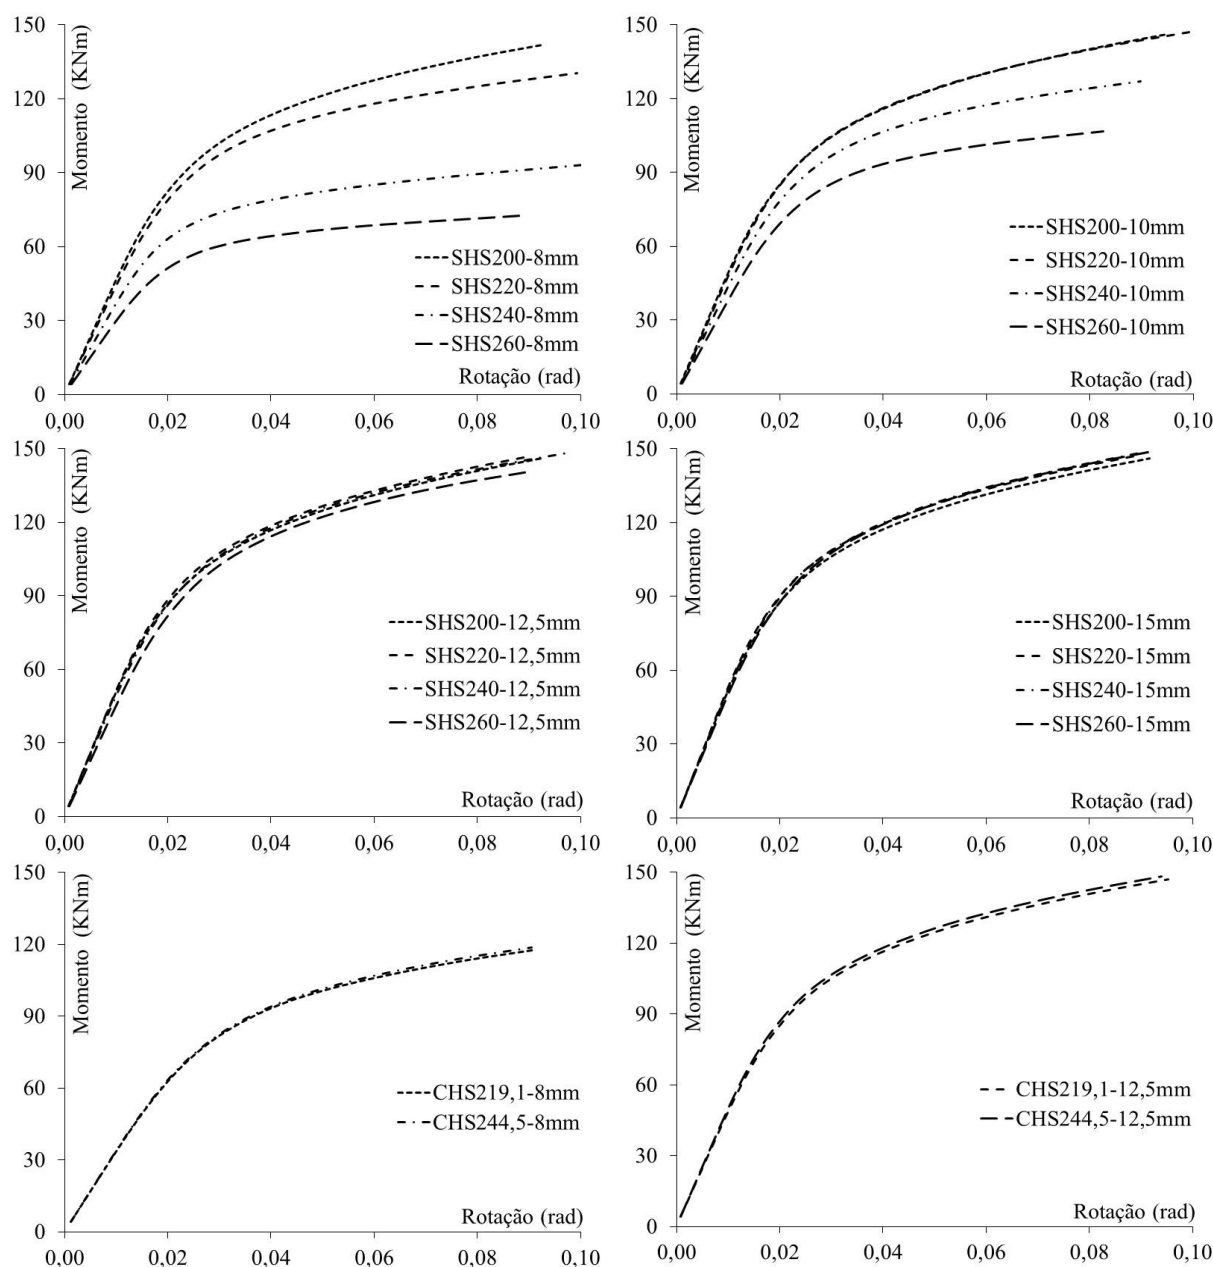 150
120
90
60
30
0
Momento (KNm)
SHS200-8mm
SHS220-8mm
SHS240-8mm
SHS260-8mm
Rotação (rad)
0,00 0,02 0,04 0,06 0,08 0,10
150
120
90
60
30
0
Momento (KNm)
SHS200-10mm
SHS220-10mm
SHS240-10mm
SHS260-10mm
Rotação (rad)
0,00 0,02 0,04 0,06 0,08 0,10
150
120
90
60
30
0
Momento (KNm)
SHS200-12,5mm
SHS220-12,5mm
SHS240-12,5mm
SHS260-12,5mm
Rotação (rad)
0,00 0,02 0,04 0,06 0,08 0,10
150
120
90
60
30
0
Momento (KNm)
SHS200-15mm
SHS220-15mm
SHS240-15mm
SHS260-15mm
Rotação (rad)
0,00 0,02 0,04 0,06 0,08 0,10
150
120
90
60
30
0
Momento (KNm)
CHS219,1-8mm
CHS244,5-8mm
Rotação (rad)
0,00 0,02 0,04 0,06 0,08 0,10
150
120
90
60
30
0
Momento (KNm)
CHS219,1-12,5mm
CHS244,5-12,5mm
Rotação (rad)
0,00 0,02 0,04 0,06 0,08 0,10